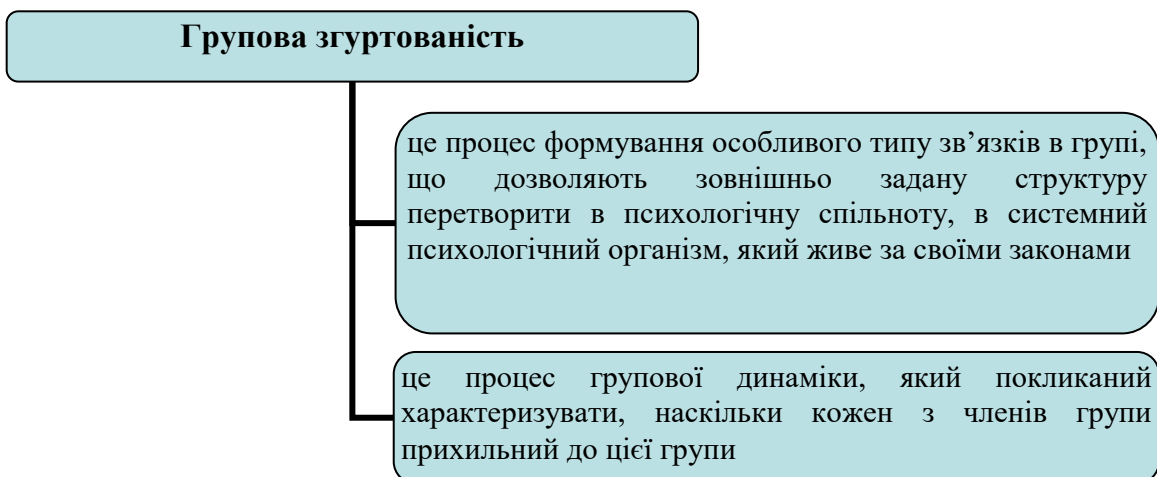 Групова згуртованість
це процес формування особливого типу зв’язків в групі,
що дозволяють зовнішньо задану структуру
перетворити в психологічну спільноту, в системний
психологічний організм, який живе за своїми законами
це процес групової динаміки, який покликаний
характеризувати, наскільки кожен з членів групи
прихильний до цієї групи